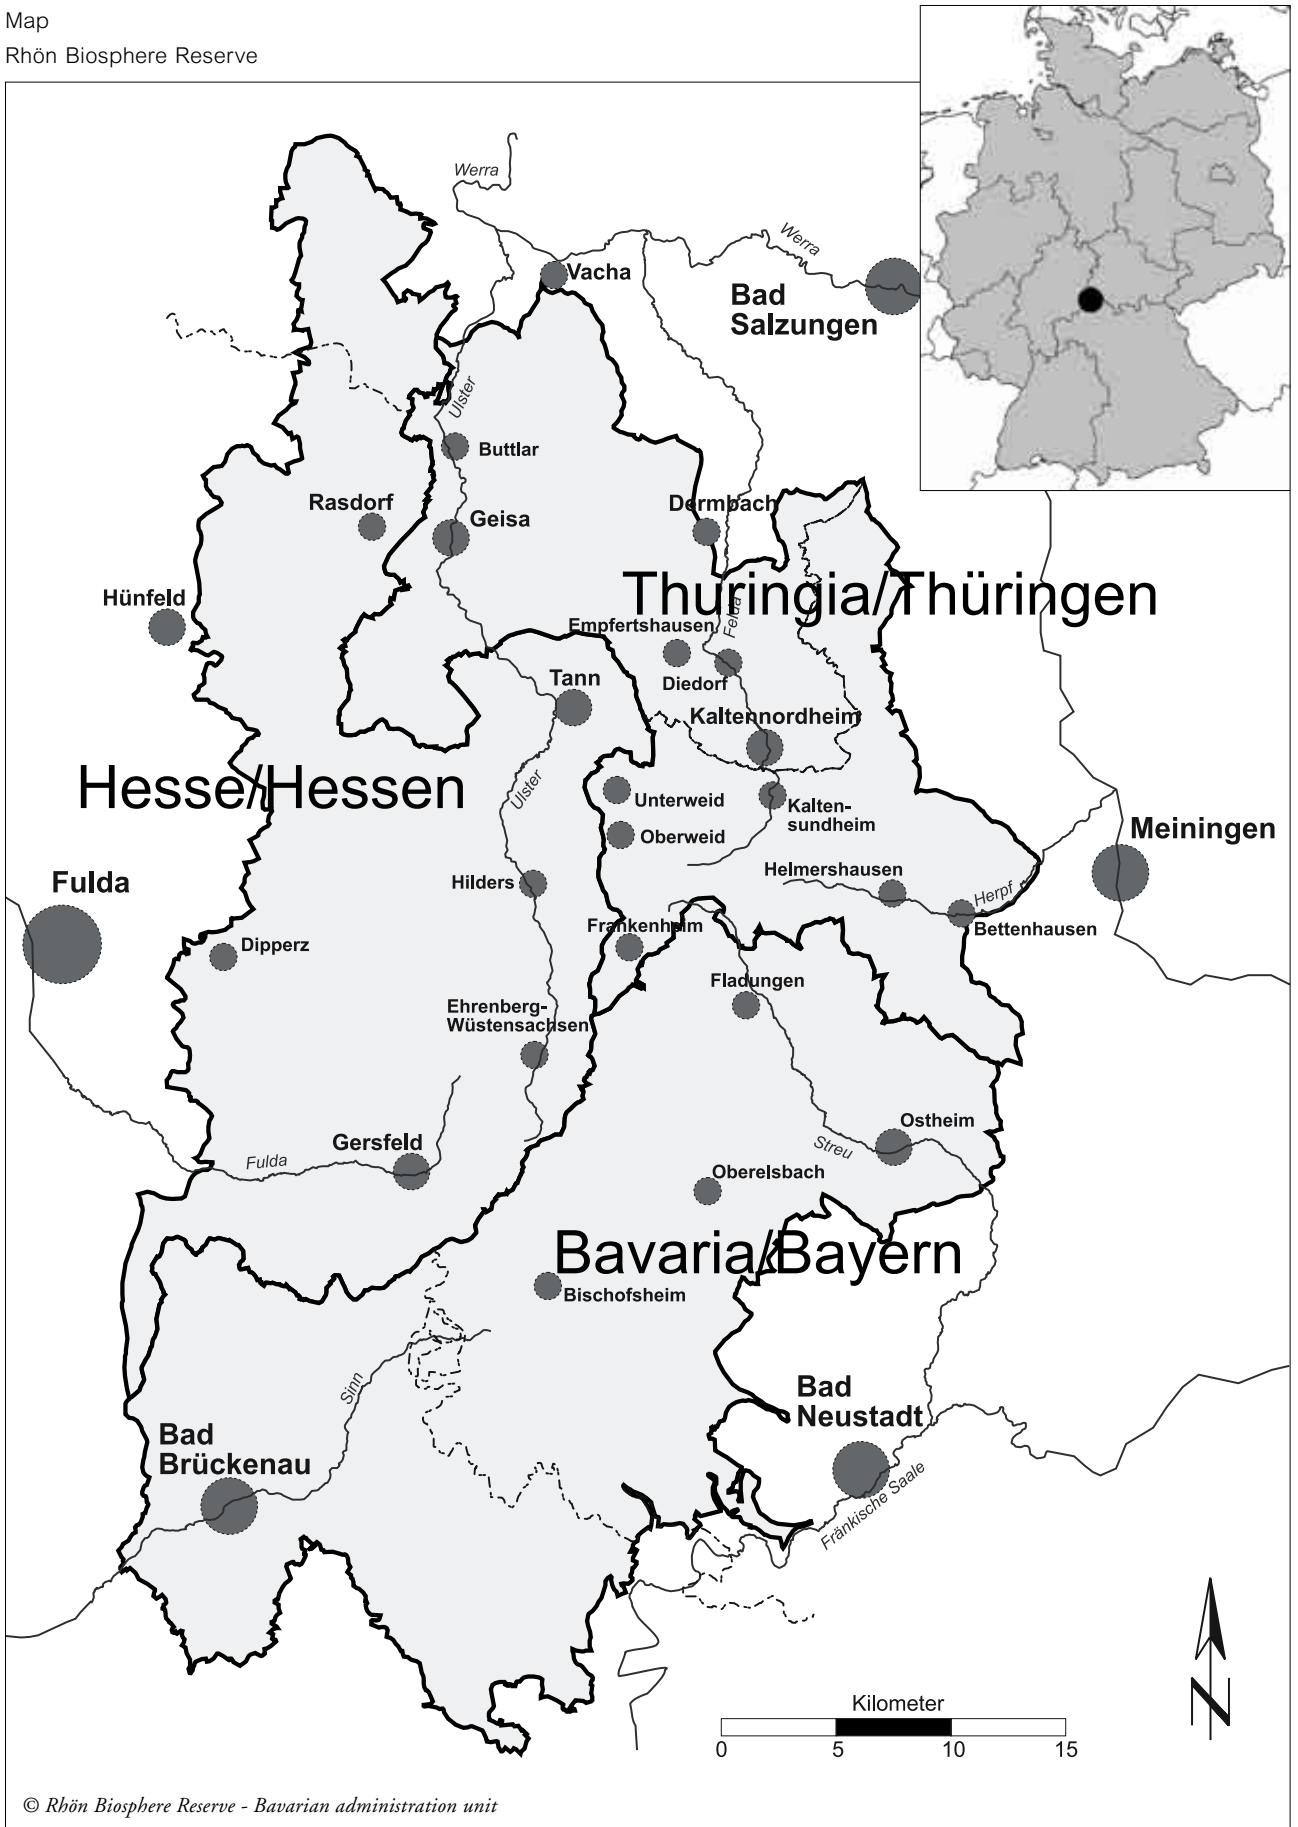 Map
Rhön Biosphere Reserve
Werra
Werra
Vacha
Bad
Salzungen
Ulster
Buttlar
Rasdorf
Geisa
Dermbach
Thüringia/Thüringen
Hünfeld
Felda
Empfertshausen
Tann
Diedorf
Kaltennordheim
Hesse/Hessen
Ulster
Unterweid
Kalten-
sundheim
Oberweid
Meiningen
Helmershausen
Fulda
Hilders
Herpf
Frankenheim
Bettenhausen
Dipperz
Fladungen
Ehrenberg-
Wüstensachsen
Ostheim
Gersfeld
Streu
Fulda
Oberelsbach
Bavaria/Bayern
Bischofsheim
Sinn
Bad
Neustadt
Bad
Brückenau
Fränkische Saale
Kilometer
0 5 10 15
N
© Rhön Biosphere Reserve - Bavarian administration unit